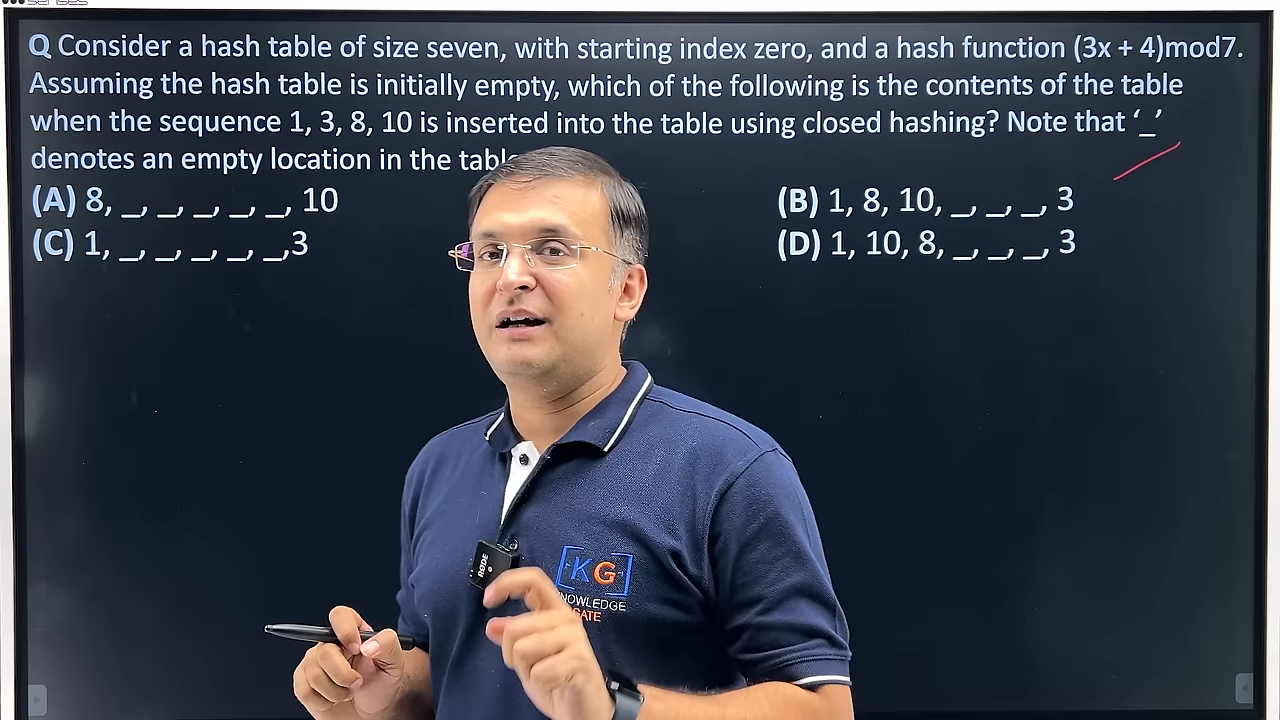 Q Consider a hash table of size seven, with starting index zero, and a hash function (3x + 4)mod7.
Assuming the hash table is initially empty, which of the following is the contents of the table
when the sequence 1, 3, 8, 10 is inserted into the table using closed hashing? Note that ‘_’
denotes an empty location in the
(A) 8, _, _, _, _, _, 10
(B) 1, 8, 10, _, _, _, 3
(C) 1, _, _, _, _, _,3
(D) 1, 10, 8, _, _, _, 3
RØDE
KG